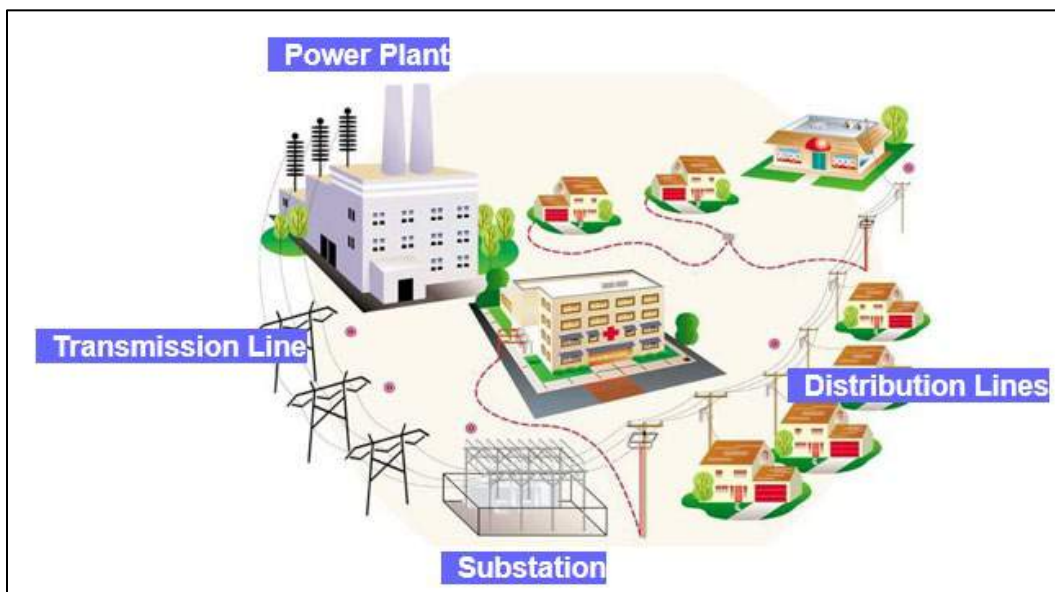 Power Plant
Transmission Line
Distribution Lines
Substation